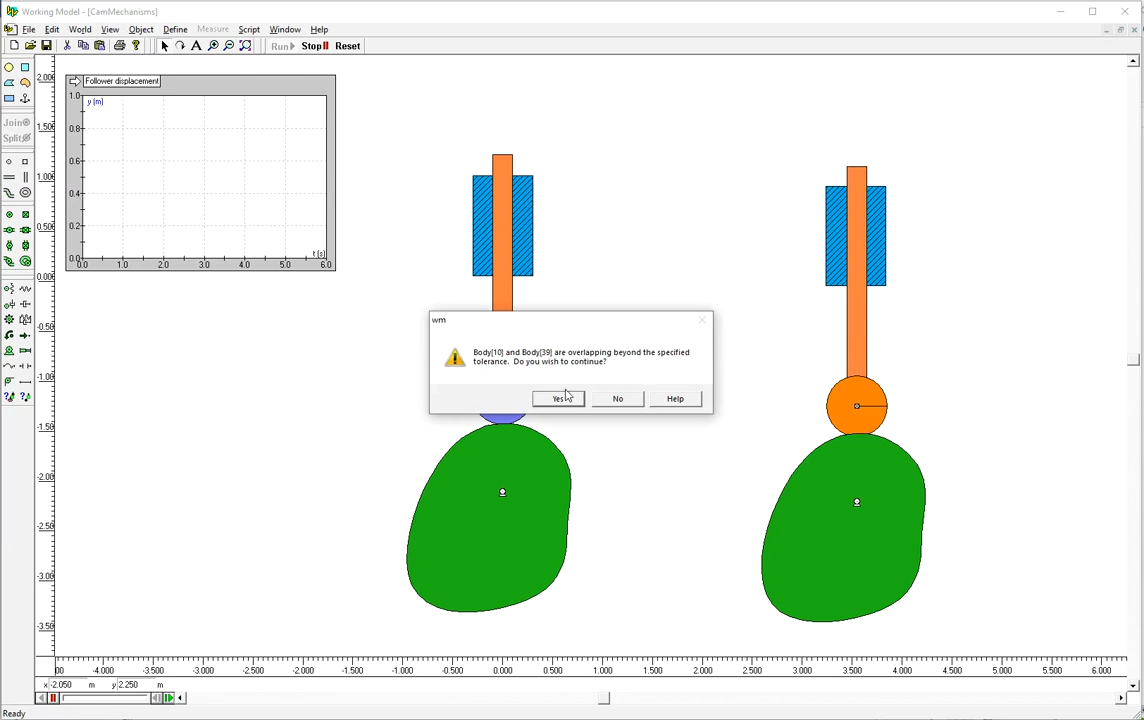 Working Model - [CamMechanisms]
File Edit World View Object Define Measure Script Window Help
A ? Run Stop Reset
Follower displacement
y (m)
1.0
0.8
0.6
0.4
0.2
0.0
0.0 1.0 2.0 3.0 4.0 5.0 6.0
t (s)
Join
Split
2.000
1.500
1.000
0.500
0.000
-0.500
-1.000
-1.500
-2.000
-2.500
-3.000
-3.500
wm
Body[10] and Body[39] are overlapping beyond the specified
tolerance. Do you wish to continue?
Yes No Help
00 -4.000 -3.500 -3.000 -2.500 -2.000 -1.500 -1.000 -0.500 0.000 0.500 1.000 1.500 2.000 2.500 3.000 3.500 4.000 4.500 5.000 5.500 6.000
x -2.050 m y 2.250 m
Ready